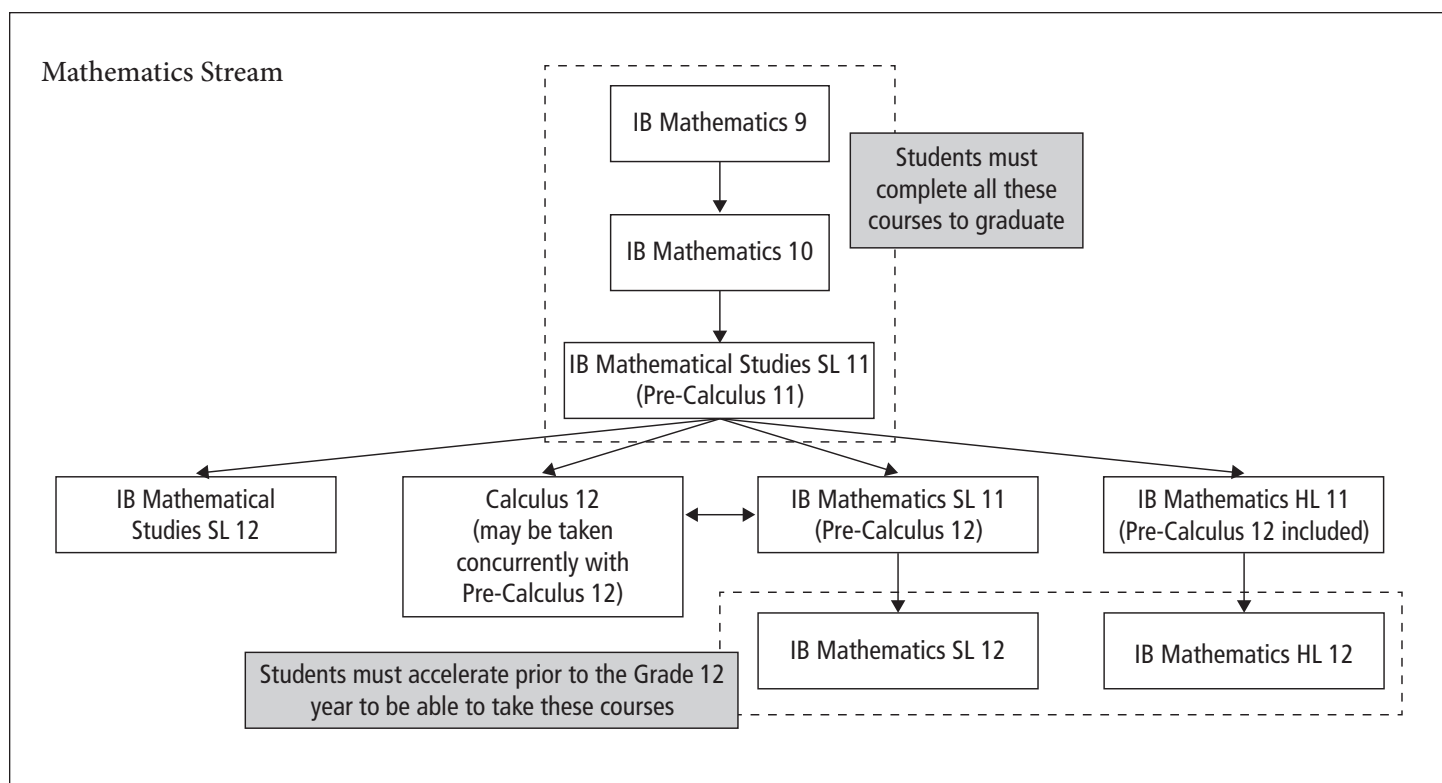 Mathematics Stream
IB Mathematics 9
Students must
complete all these
courses to graduate
IB Mathematics 10
IB Mathematical Studies SL 11
(Pre-Calculus 11)
IB Mathematical
Studies SL 12
Calculus 12
(may be taken
concurrently with
Pre-Calculus 12)
IB Mathematics SL 11
(Pre-Calculus 12)
IB Mathematics HL 11
(Pre-Calculus 12 included)
IB Mathematics SL 12
IB Mathematics HL 12
Students must accelerate prior to the Grade 12
year to be able to take these courses